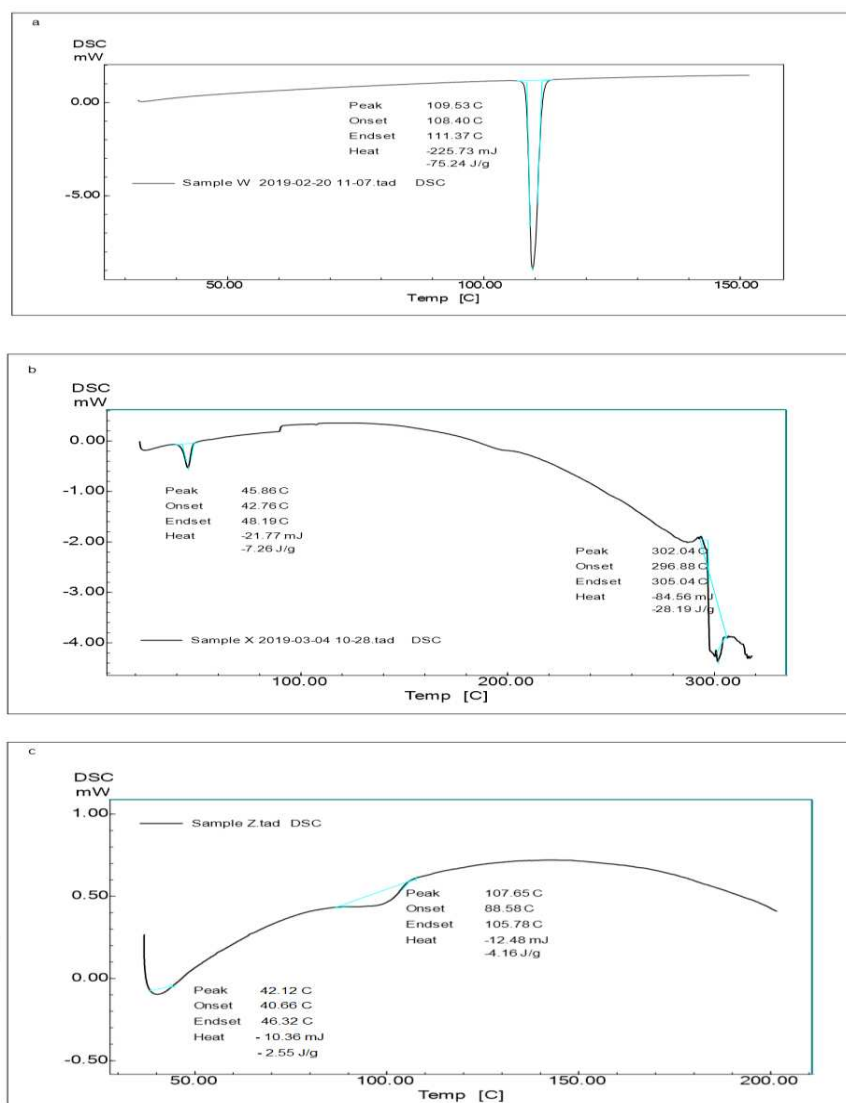 a
DSC
mW
0.00
-5.00
Peak 109.53 C
Onset 108.40 C
Endset 111.37 C
Heat -225.73 mJ
-75.24 J/g
Sample W 2019-02-20 11-07.tad DSC
50.00 100.00 150.00
Temp [C]
b
DSC
mW
0.00
-1.00
-2.00
-3.00
-4.00
Peak 45.86 C
Onset 42.76 C
Endset 48.19 C
Heat -21.77 mJ
-7.26 J/g
Peak 302.04 C
Onset 296.88 C
Endset 305.04 C
Heat -84.56 mJ
-28.19 J/g
Sample X 2019-03-04 10-28.tad DSC
100.00 200.00 300.00
Temp [C]
c
DSC
mW
1.00
0.50
0.00
-0.50
Sample Z.tad DSC
Peak 107.65 C
Onset 88.58 C
Endset 105.78 C
Heat -12.48 mJ
-4.16 J/g
Peak 42.12 C
Onset 40.66 C
Endset 46.32 C
Heat - 10.36 mJ
- 2.55 J/g
50.00 100.00 150.00 200.00
Temp [C]